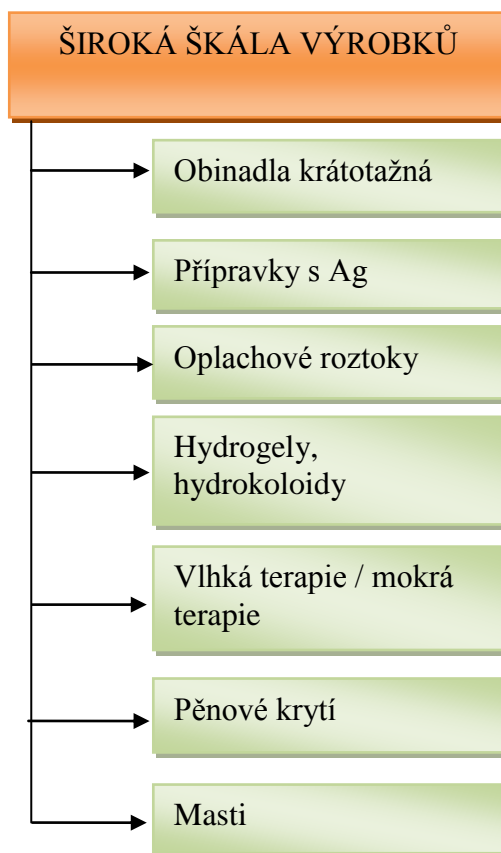 ŠIROKÁ ŠKÁLA VÝROBKŮ
Obinadla krátotažná
Přípravky s Ag
Oplachové roztoky
Hydrogely,
hydrokoloidy
Vlhká terapie / mokrá
terapie
Pěnové krytí
Masti